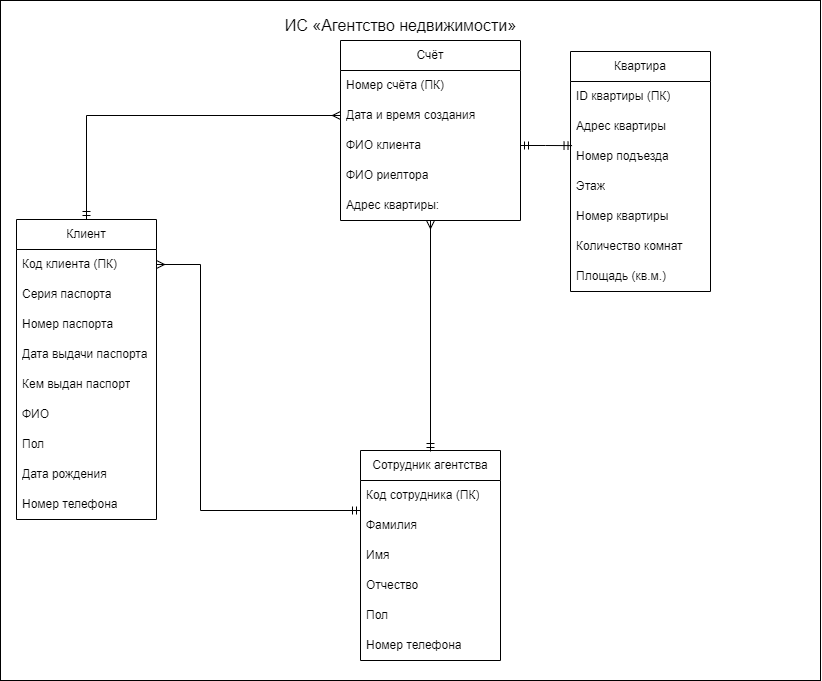 ИС «Агентство недвижимости»
Счёт
Номер счёта (ПК)
Дата и время создания
ФИО клиента
ФИО риелтора
Адрес квартиры:
Квартира
ID квартиры (ПК)
Адрес квартиры
Номер подъезда
Этаж
Номер квартиры
Количество комнат
Площадь (кв.м.)
Клиент
Код клиента (ПК)
Серия паспорта
Номер паспорта
Дата выдачи паспорта
Кем выдан паспорт
ФИО
Пол
Дата рождения
Номер телефона
Сотрудник агентства
Код сотрудника (ПК)
Фамилия
Имя
Отчество
Пол
Номер телефона